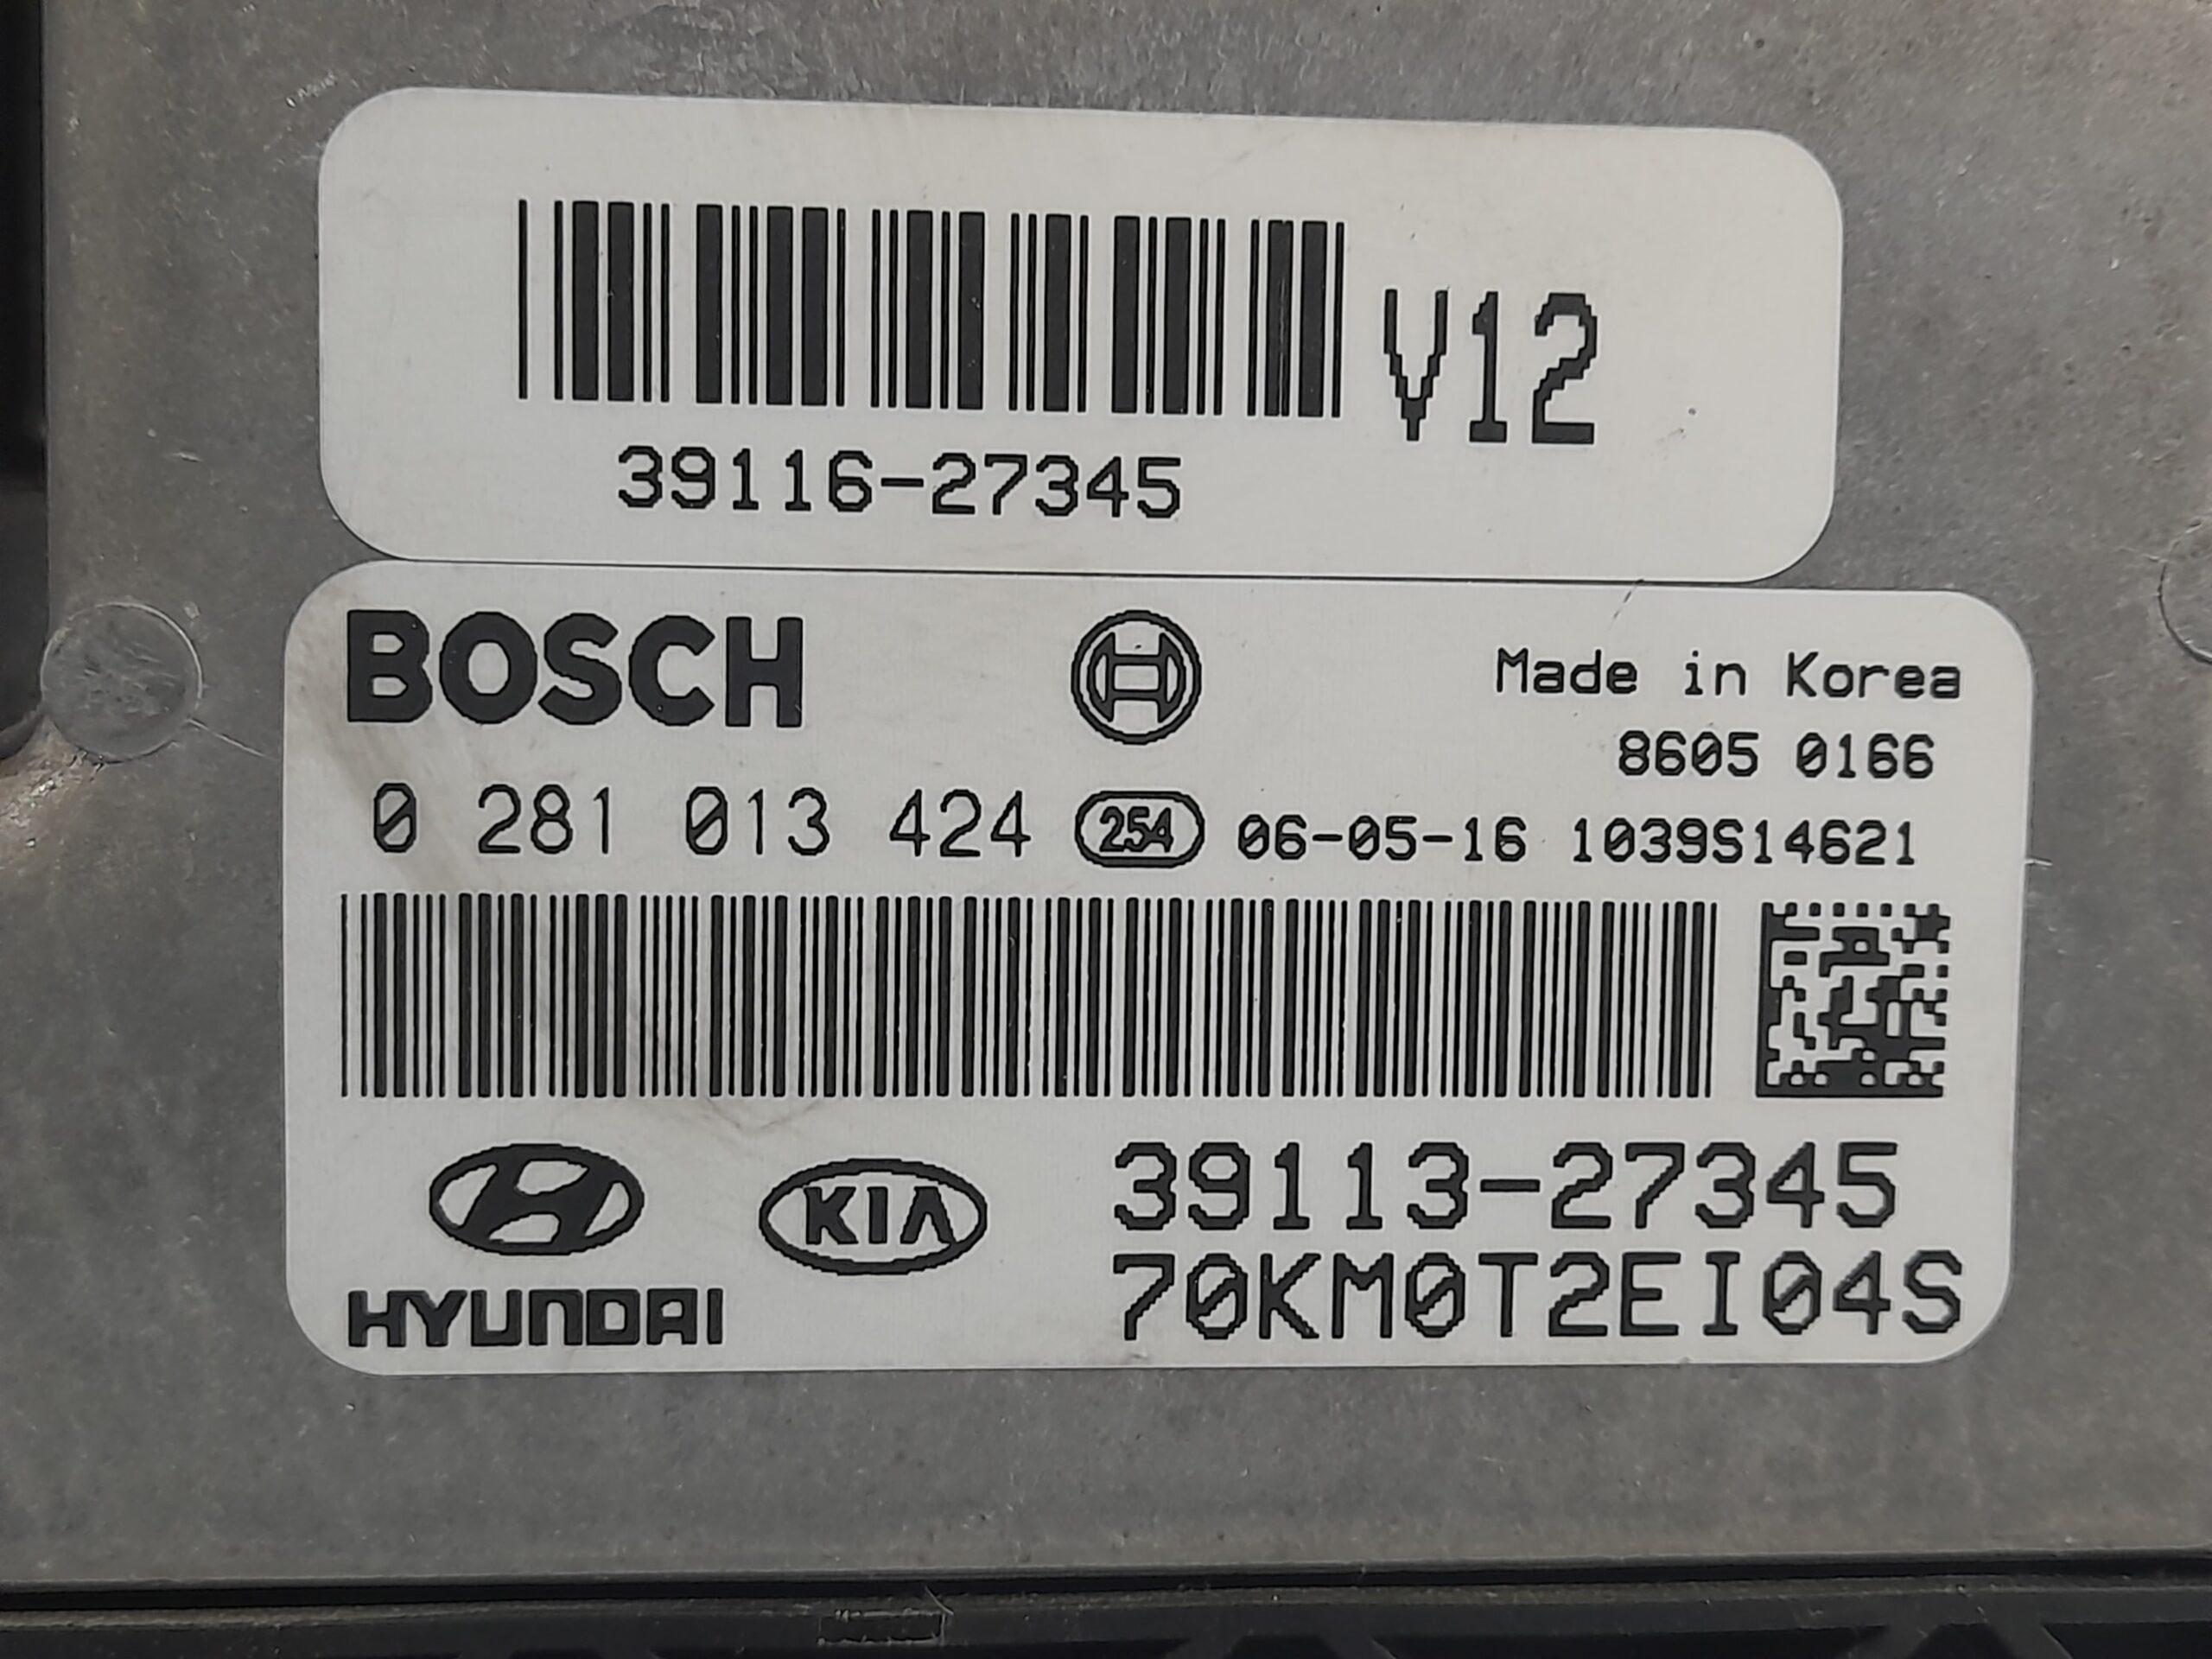 V12
39116-27345
BOSCH
Made in Korea
8605 0166
0 281 013 424 254 06-05-16 1039S14621
39113-27345
KIA
70KM0T2EI04S
HYUNDAI